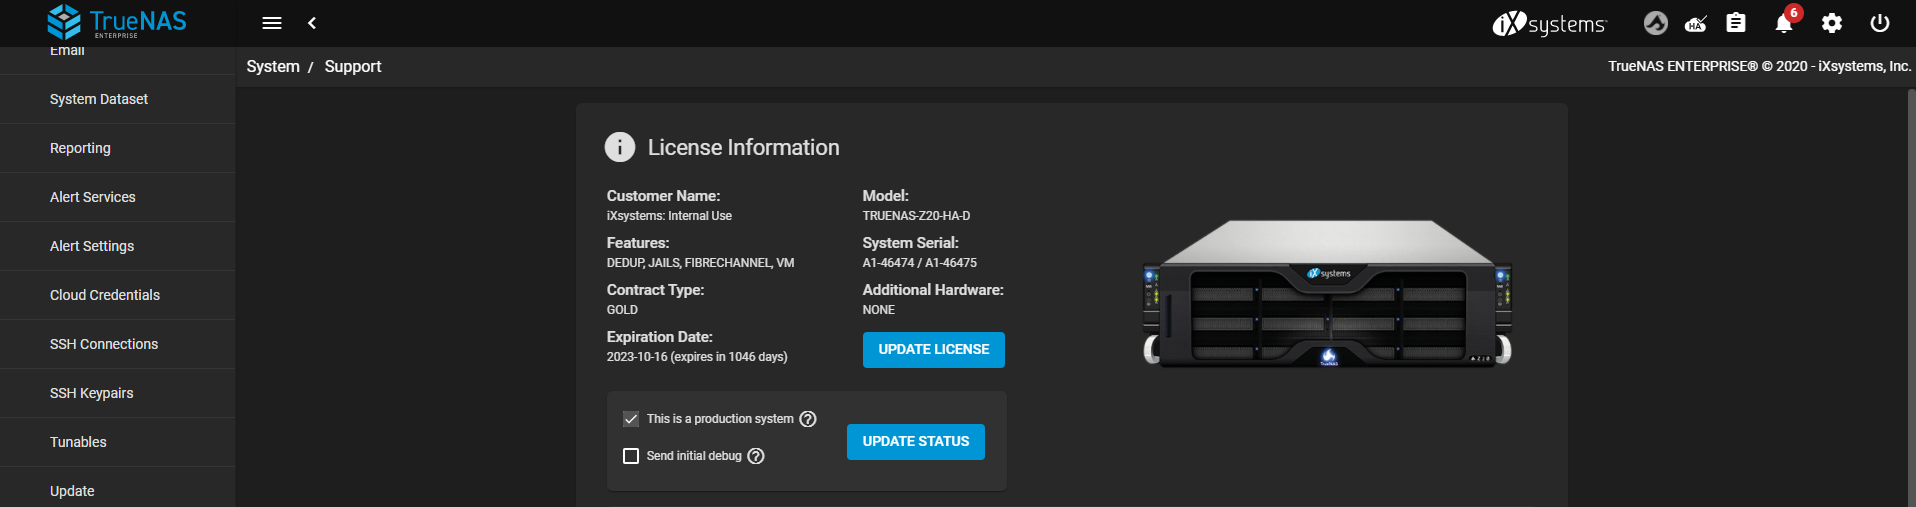 TrueNAS
ENTERPRISE
iXsystems
HA
6
Email
System Dataset
Reporting
Alert Services
Alert Settings
Cloud Credentials
SSH Connections
SSH Keypairs
Tunables
Update
System / Support
TrueNAS ENTERPRISE® © 2020 - iXsystems, Inc.
License Information
Customer Name:
iXsystems: Internal Use
Model:
TRUENAS-Z20-HA-D
Features:
DEDUP, JAILS, FIBRECHANNEL, VM
System Serial:
A1-46474 / A1-46475
Contract Type:
GOLD
Additional Hardware:
NONE
Expiration Date:
2023-10-16 (expires in 1046 days)
UPDATE LICENSE
This is a production system
Send initial debug
UPDATE STATUS
iXsystems
TrueNAS